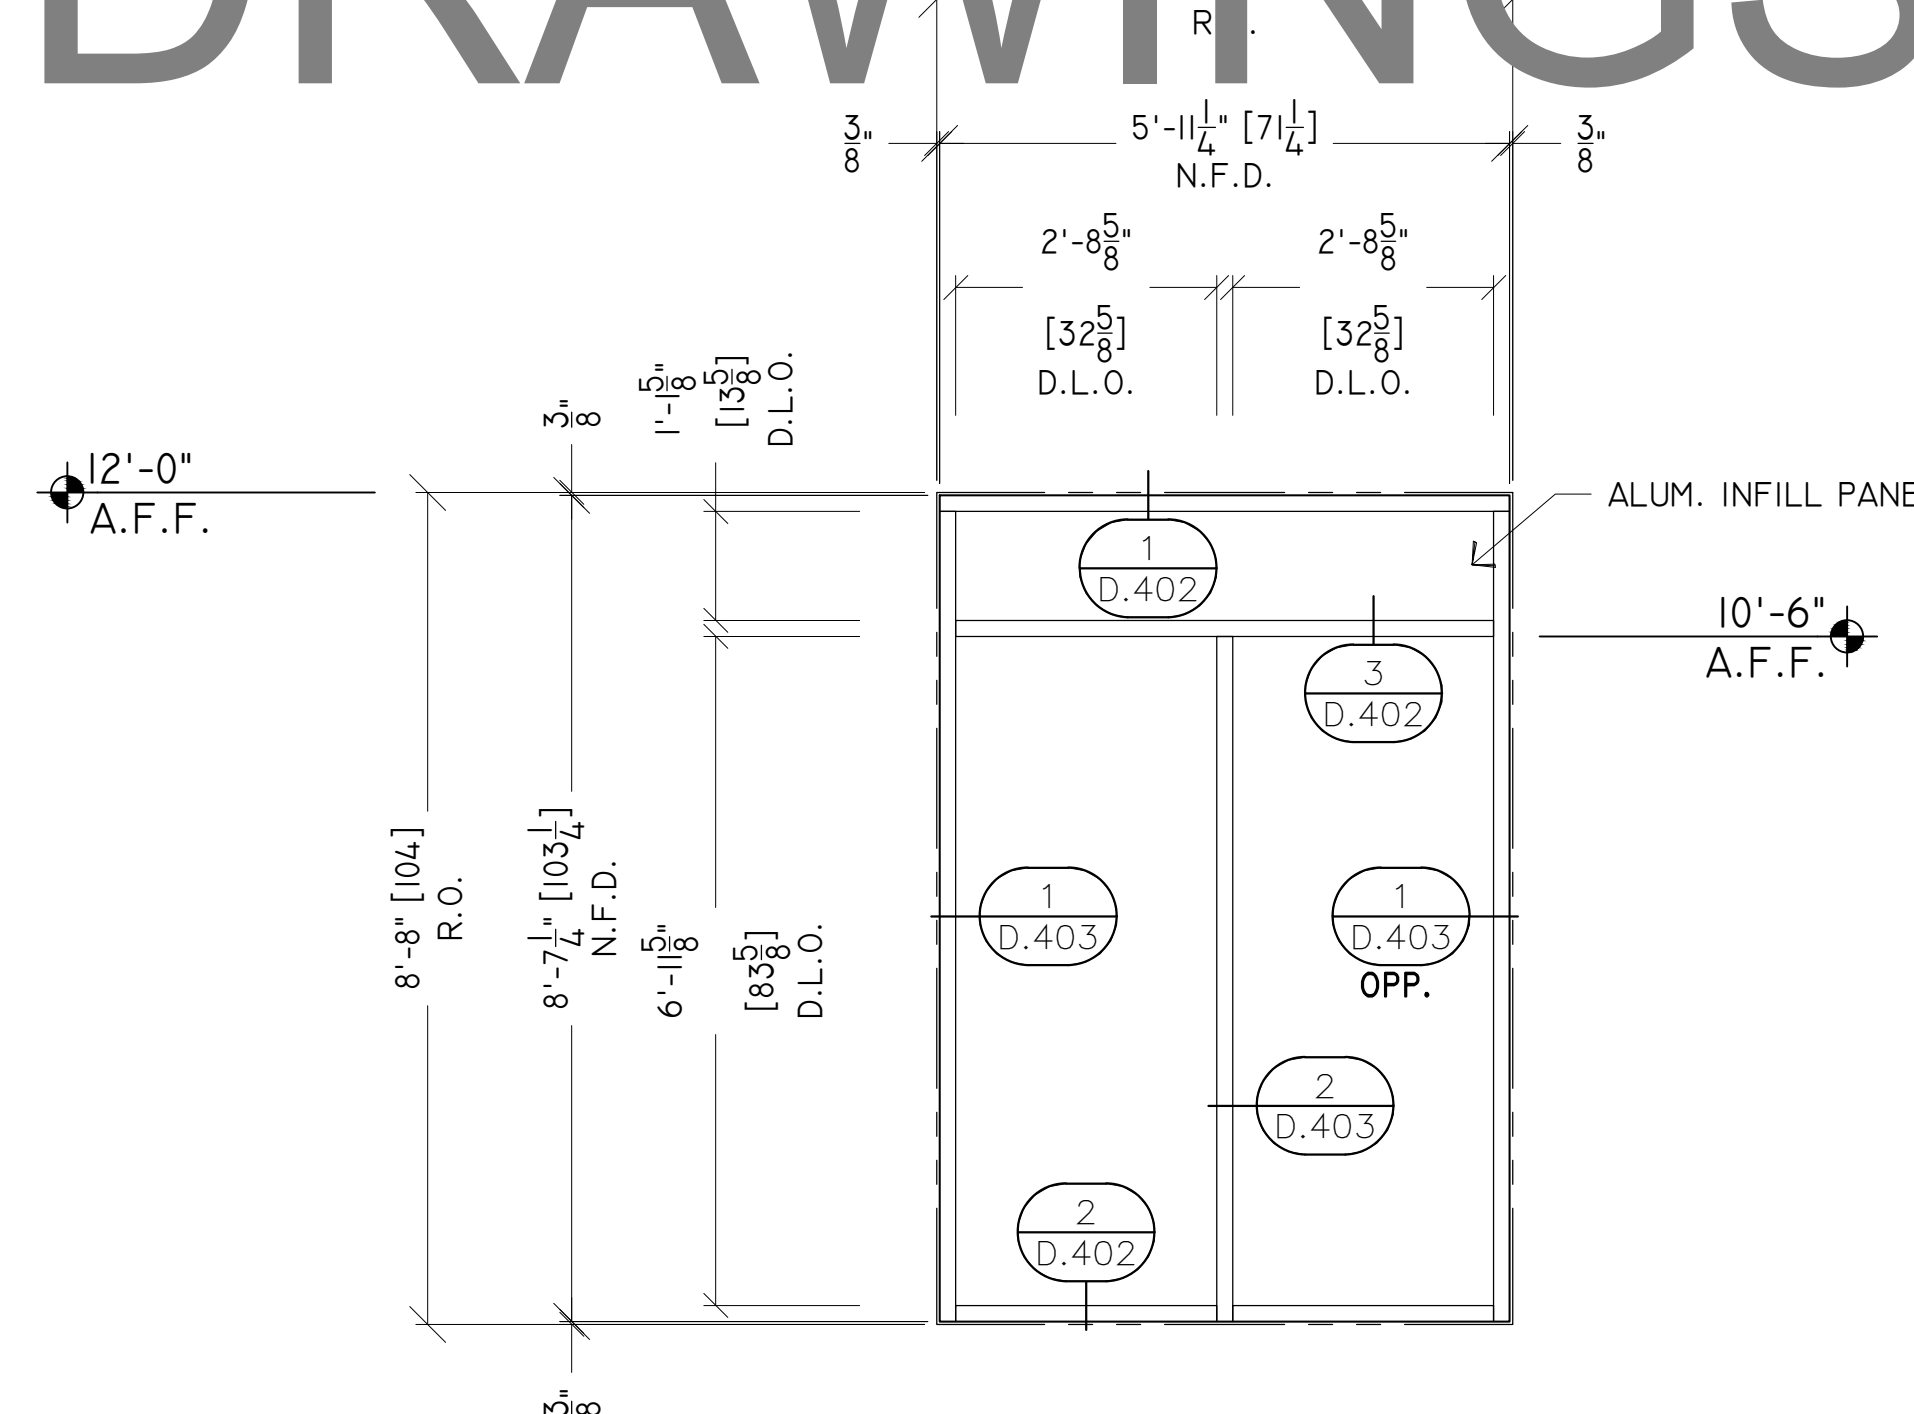 DRAWINGS
3/8"
5'-11 1/4" [71 1/4]
N.F.D.
3/8"
2'-8 5/8"
[32 5/8]
D.L.O.
2'-8 5/8"
[32 5/8]
D.L.O.
3/8"
1'-1 5/8"
[13 5/8]
D.L.O.
12'-0"
A.F.F.
ALUM. INFILL
1
D.402
10'-6"
A.F.F.
3
D.402
8'-8" [104]
R.O.
8'-7 1/4" [103 1/4]
N.F.D.
6'-11 5/8"
[83 5/8]
D.L.O.
1
D.403
1
D.403
OPP.
2
D.403
2
D.402
3/8"